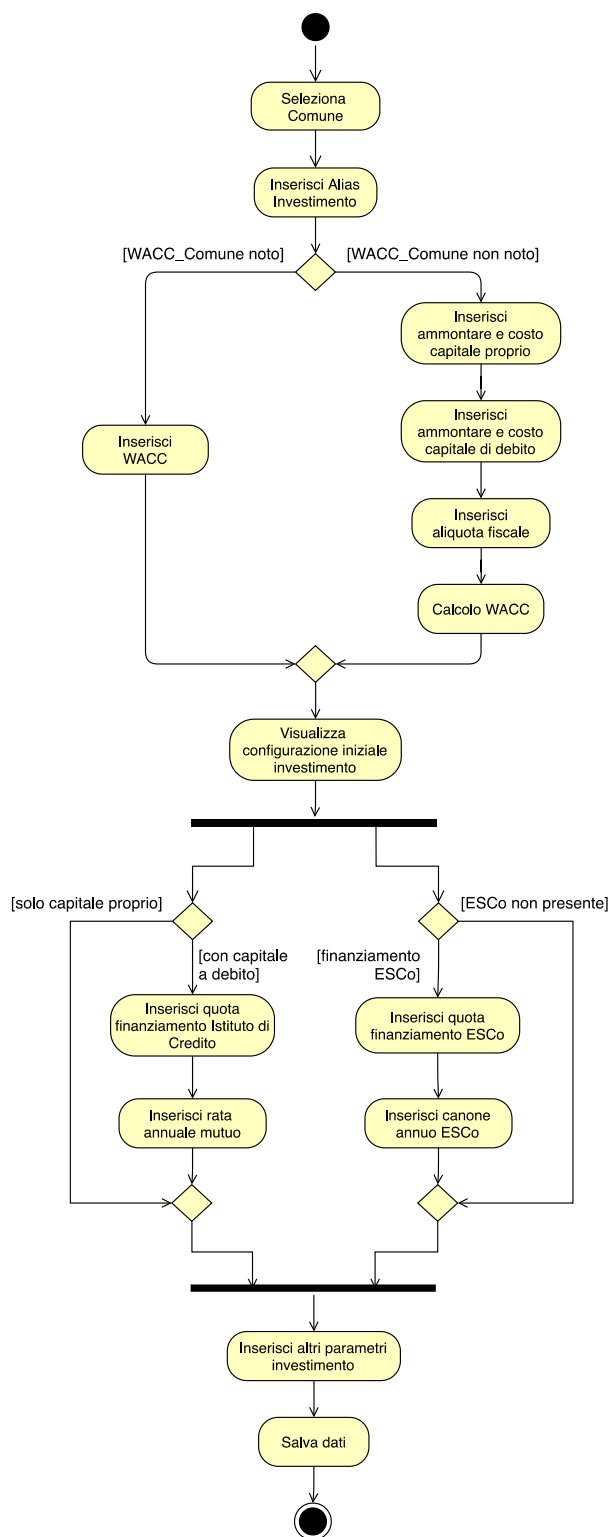 Seleziona
Comune
Inserisci Alias
Investimento
[WACC_Comune noto]
[WACC_Comune non noto]
Inserisci
ammontare e costo
capitale proprio
Inserisci
WACC
Inserisci
ammontare e costo
capitale di debito
Inserisci
aliquota fiscale
Calcolo WACC
Visualizza
configurazione iniziale
investimento
[solo capitale proprio]
[ESCo non presente]
[con capitale
a debito]
[finanziamento
ESCo]
Inserisci quota
finanziamento Istituto di
Credito
Inserisci quota
finanziamento ESCo
Inserisci rata
annuale mutuo
Inserisci canone
annuo ESCo
Inserisci altri parametri
investimento
Salva dati